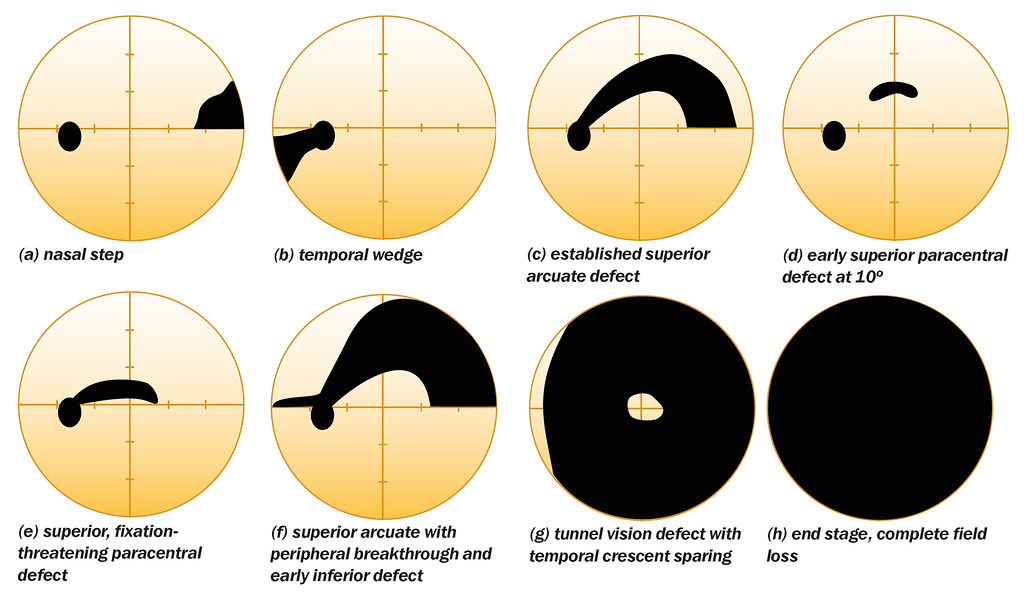 (a) nasal step
(b) temporal wedge
(c) established superior
arcuate defect
(d) early superior paracentral
defect at 10º
(e) superior, fixation-
threatening paracentral
defect
(f) superior arcuate with
peripheral breakthrough and
early inferior defect
(g) tunnel vision defect with
temporal crescent sparing
(h) end stage, complete field
loss